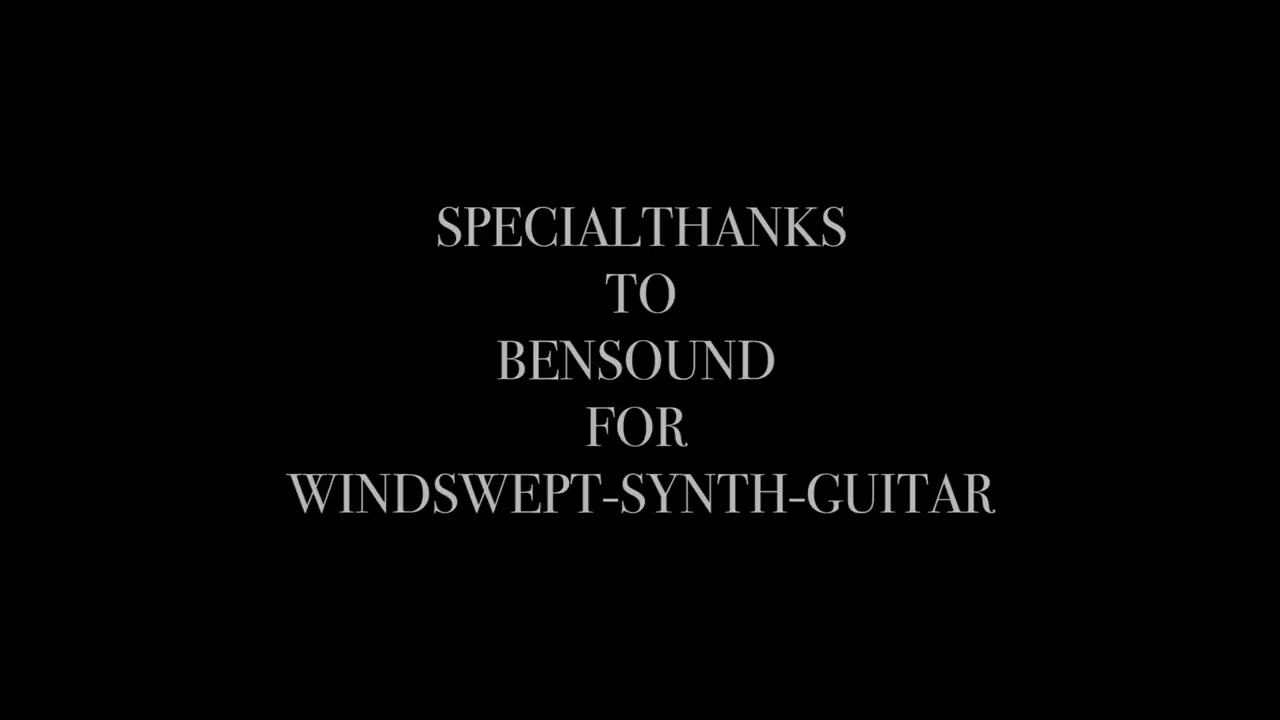 SPECIALTHANKS
TO
BENSOUND
FOR
WINDSWEPT-SYNTH-GUITAR